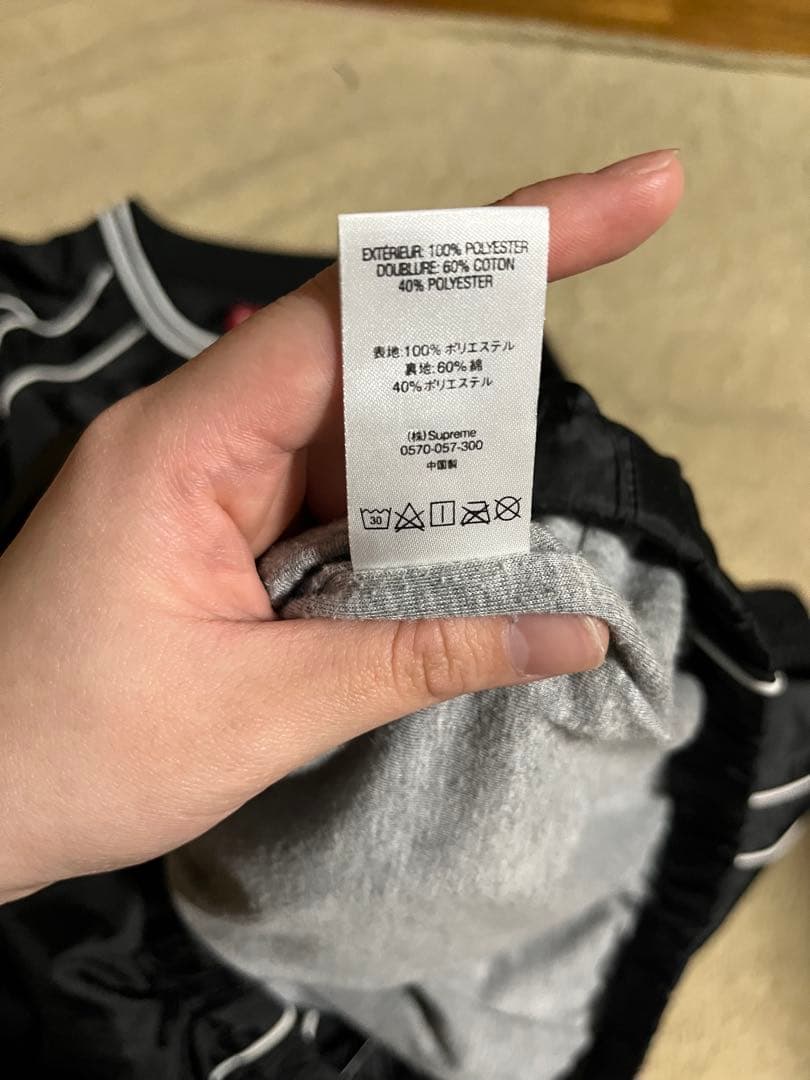 EXTÉRIEUR: 100% POLYESTER
DOUBLURE: 60% COTON
40% POLYESTER
表地:100% ポリエステル
裏地:60% 綿
40% ポリエステル
(株) Supreme
0570-057-300
中国製
30